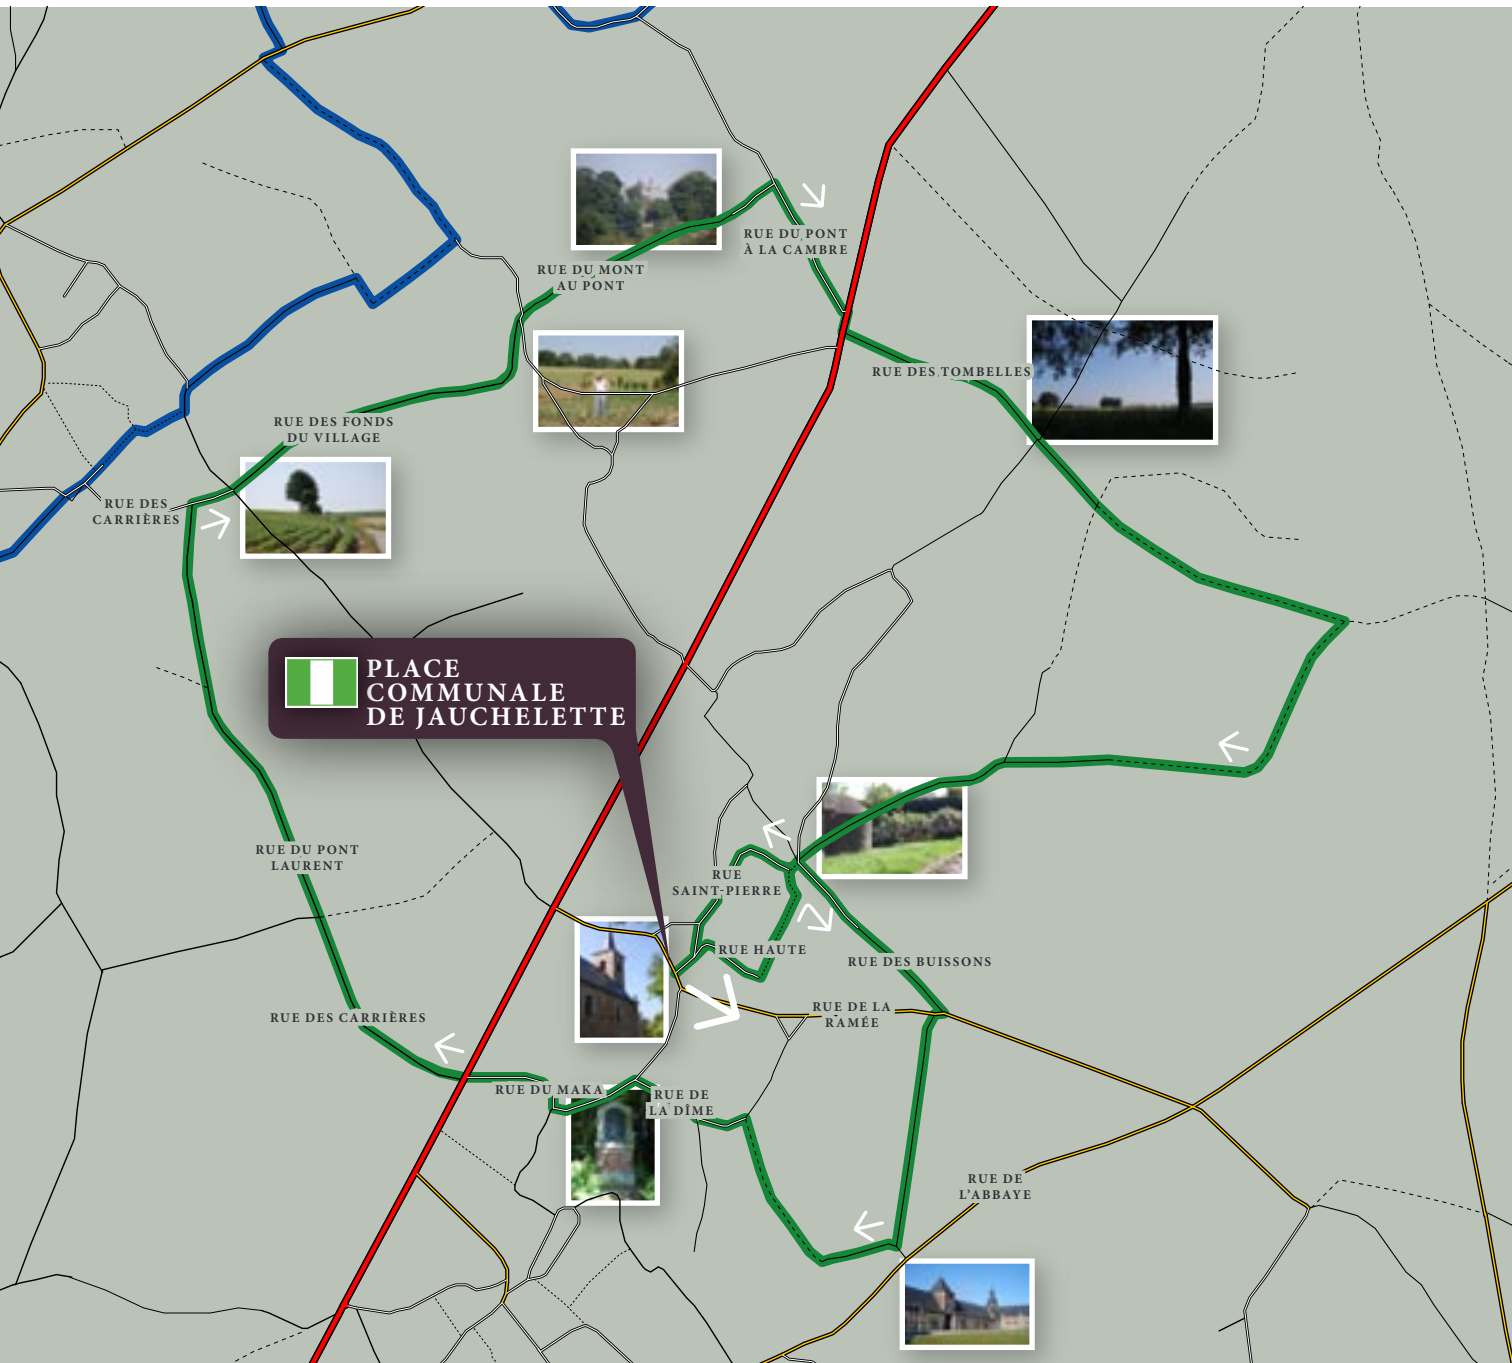 RUE DU PONT
À LA CAMBRE
RUE DU MONT
AU PONT
RUE DES TOMBELLES
RUE DES FONDS
DU VILLAGE
RUE DES
CARRIÈRES
PLACE
COMMUNALE
DE JAUCHELETTE
RUE DU PONT
LAURENT
RUE
SAINT-PIERRE
RUE HAUTE
RUE DES BUISSONS
RUE DE LA
RAMÉE
RUE DES CARRIÈRES
RUE DU MAKA
RUE DE
LA DÎME
RUE DE
L'ABBAYE